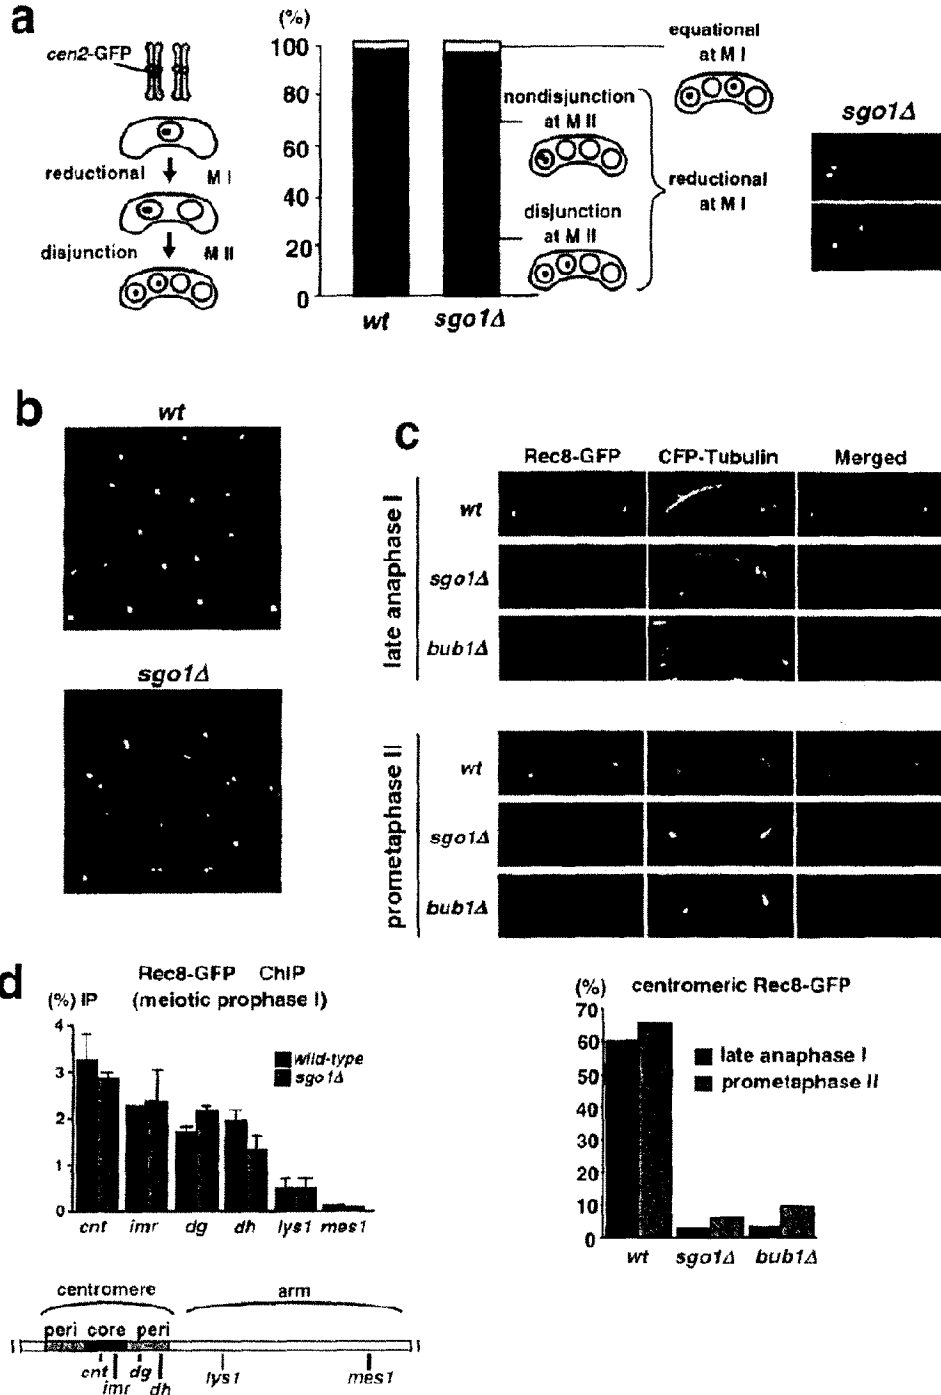 a
cen2-GFP
reductional
M I
disjunction
M II
(%)
100
80
60
40
20
0
wt
sgo1Δ
equational
at M I
nondisjunction
at M II
disjunction
at M II
reductional
at M I
sgo1Δ
b
wt
sgo1Δ
c
Rec8-GFP CFP-Tubulin Merged
late anaphase I
wt
sgo1Δ
bub1Δ
prometaphase II
wt
sgo1Δ
bub1Δ
(%) centromeric Rec8-GFP
70
60
50
40
30
20
10
0
late anaphase I
prometaphase II
wt sgo1Δ bub1Δ
d
Rec8-GFP ChIP
(meiotic prophase I)
(%) IP
4
3
2
1
0
wild-type
sgo1Δ
cnt imr dg dh lys1 mes1
centromere arm
peri core peri
cnt dg lys1 mes1
imr dh